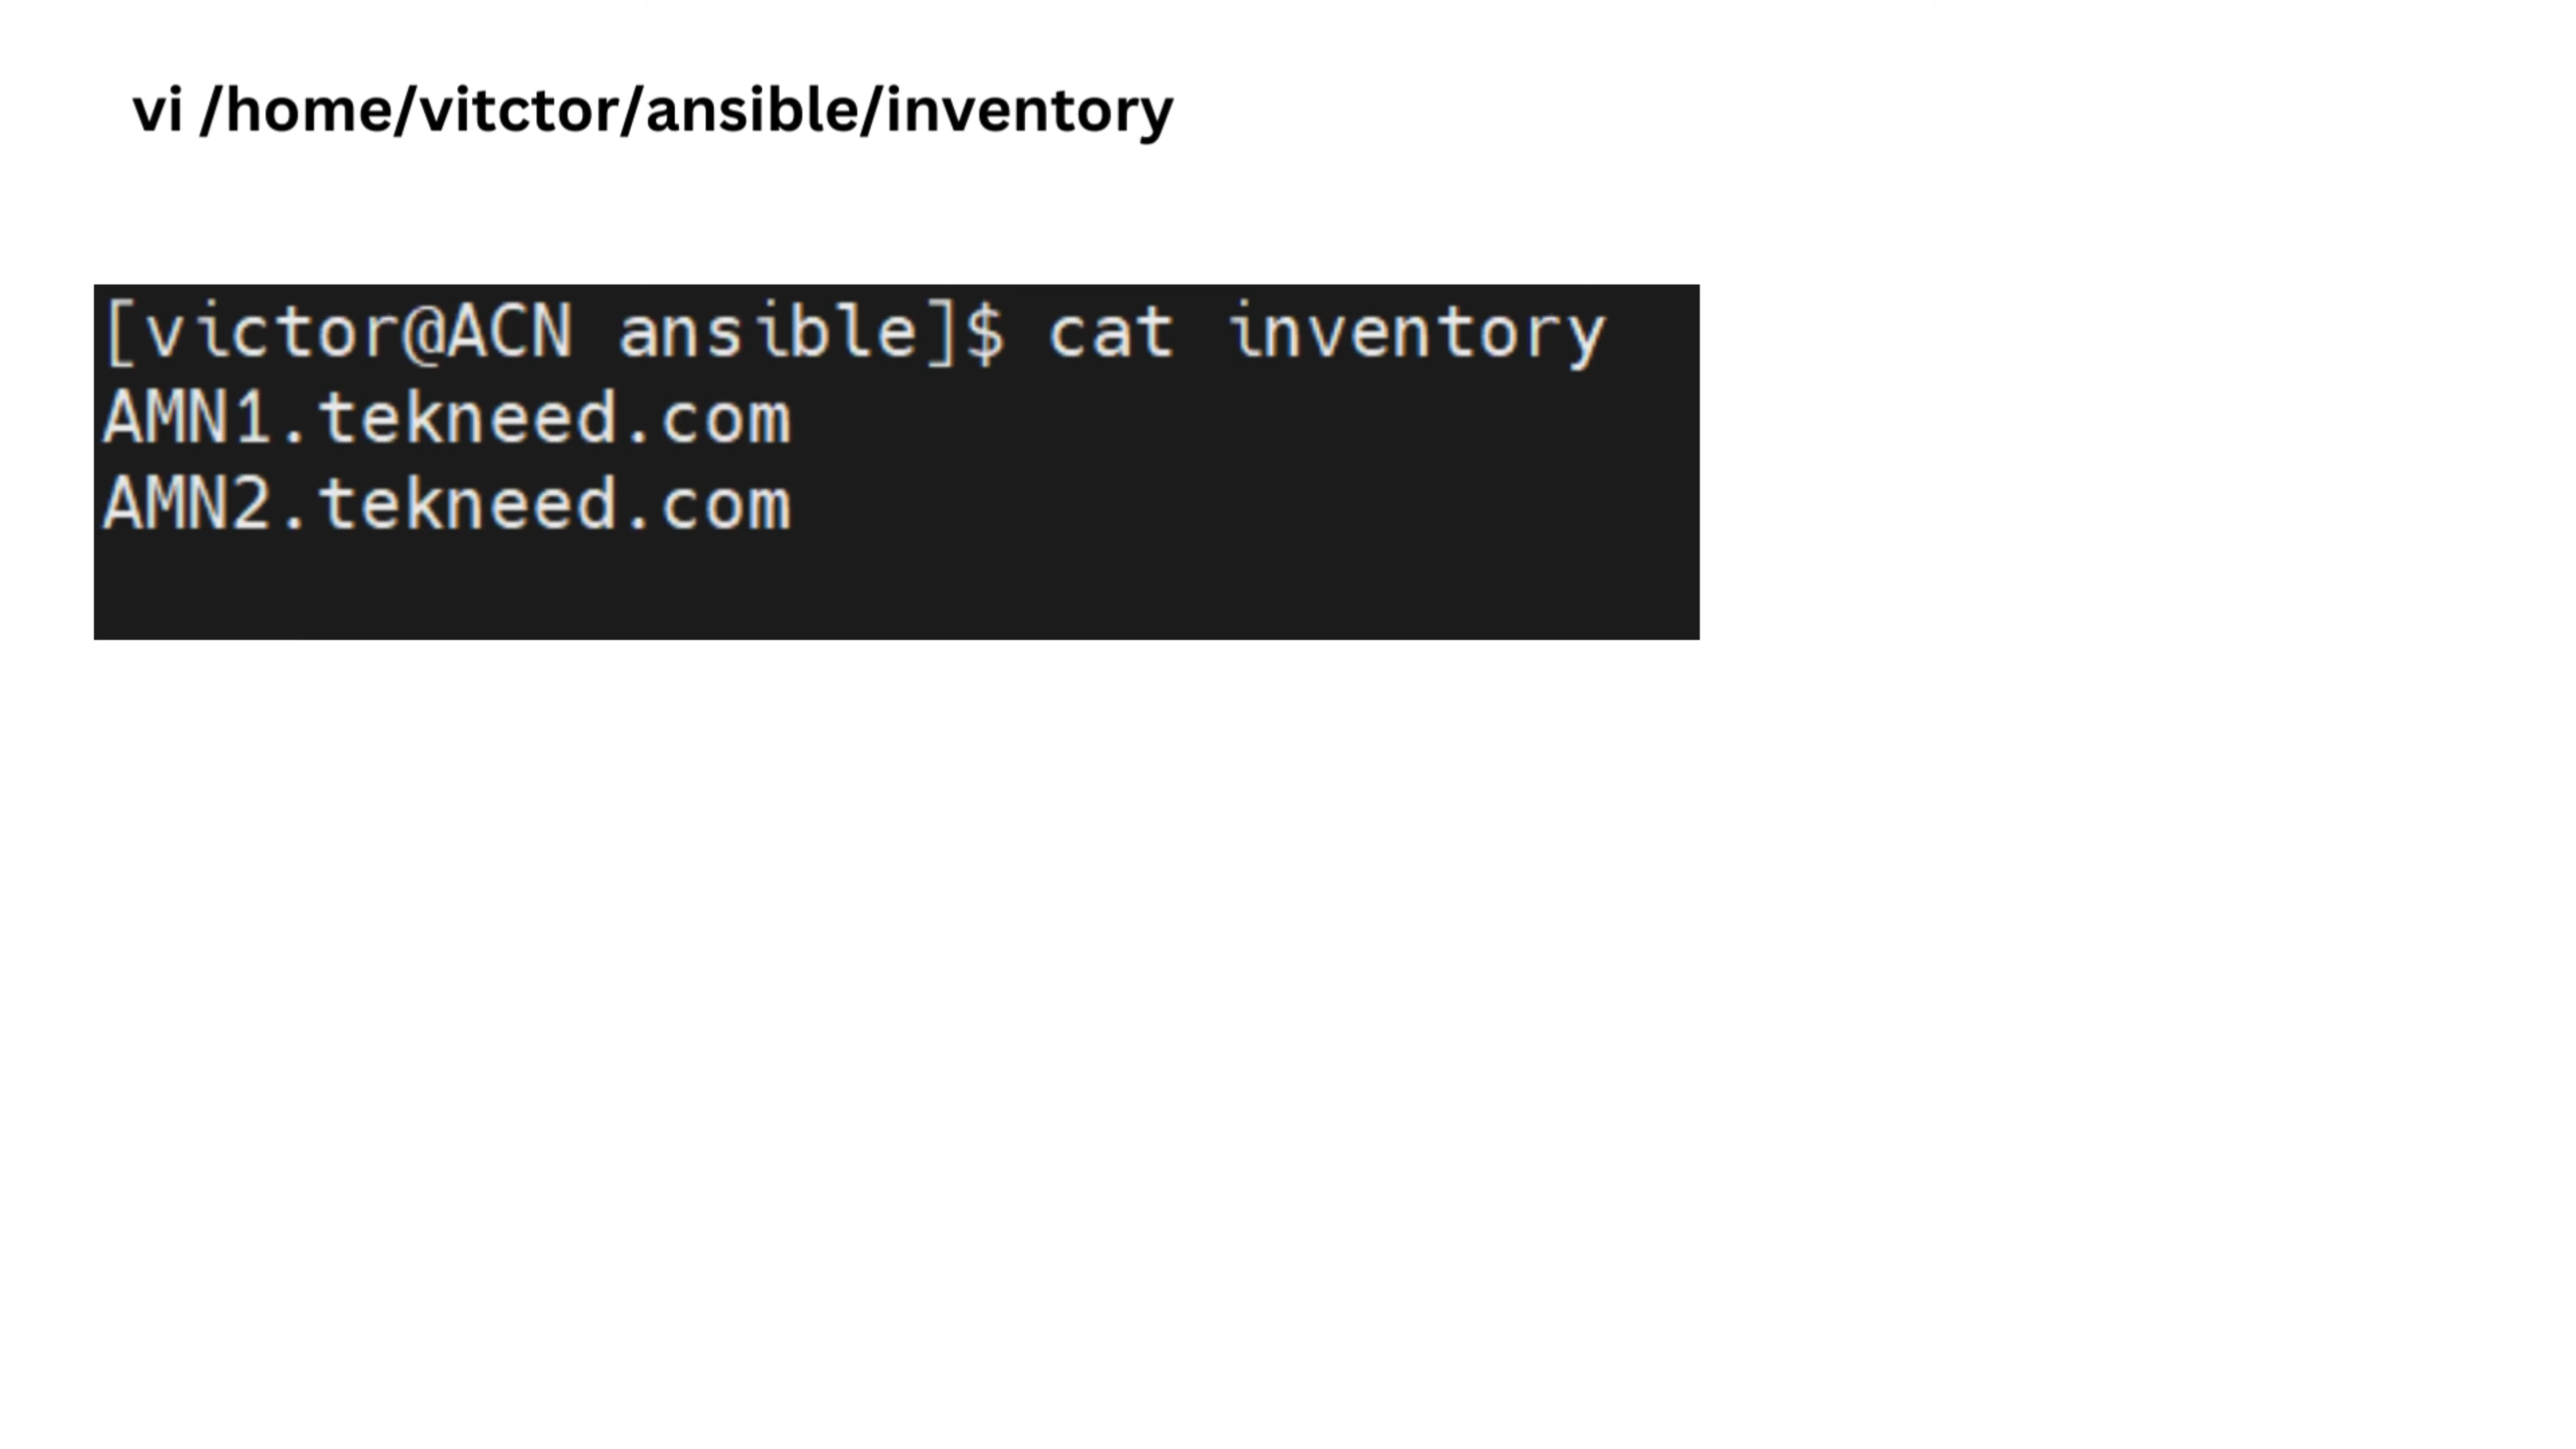 vi /home/vitctor/ansible/inventory
[victor@ACN ansible]$ cat inventory
AMN1.tekneed.com
AMN2.tekneed.com